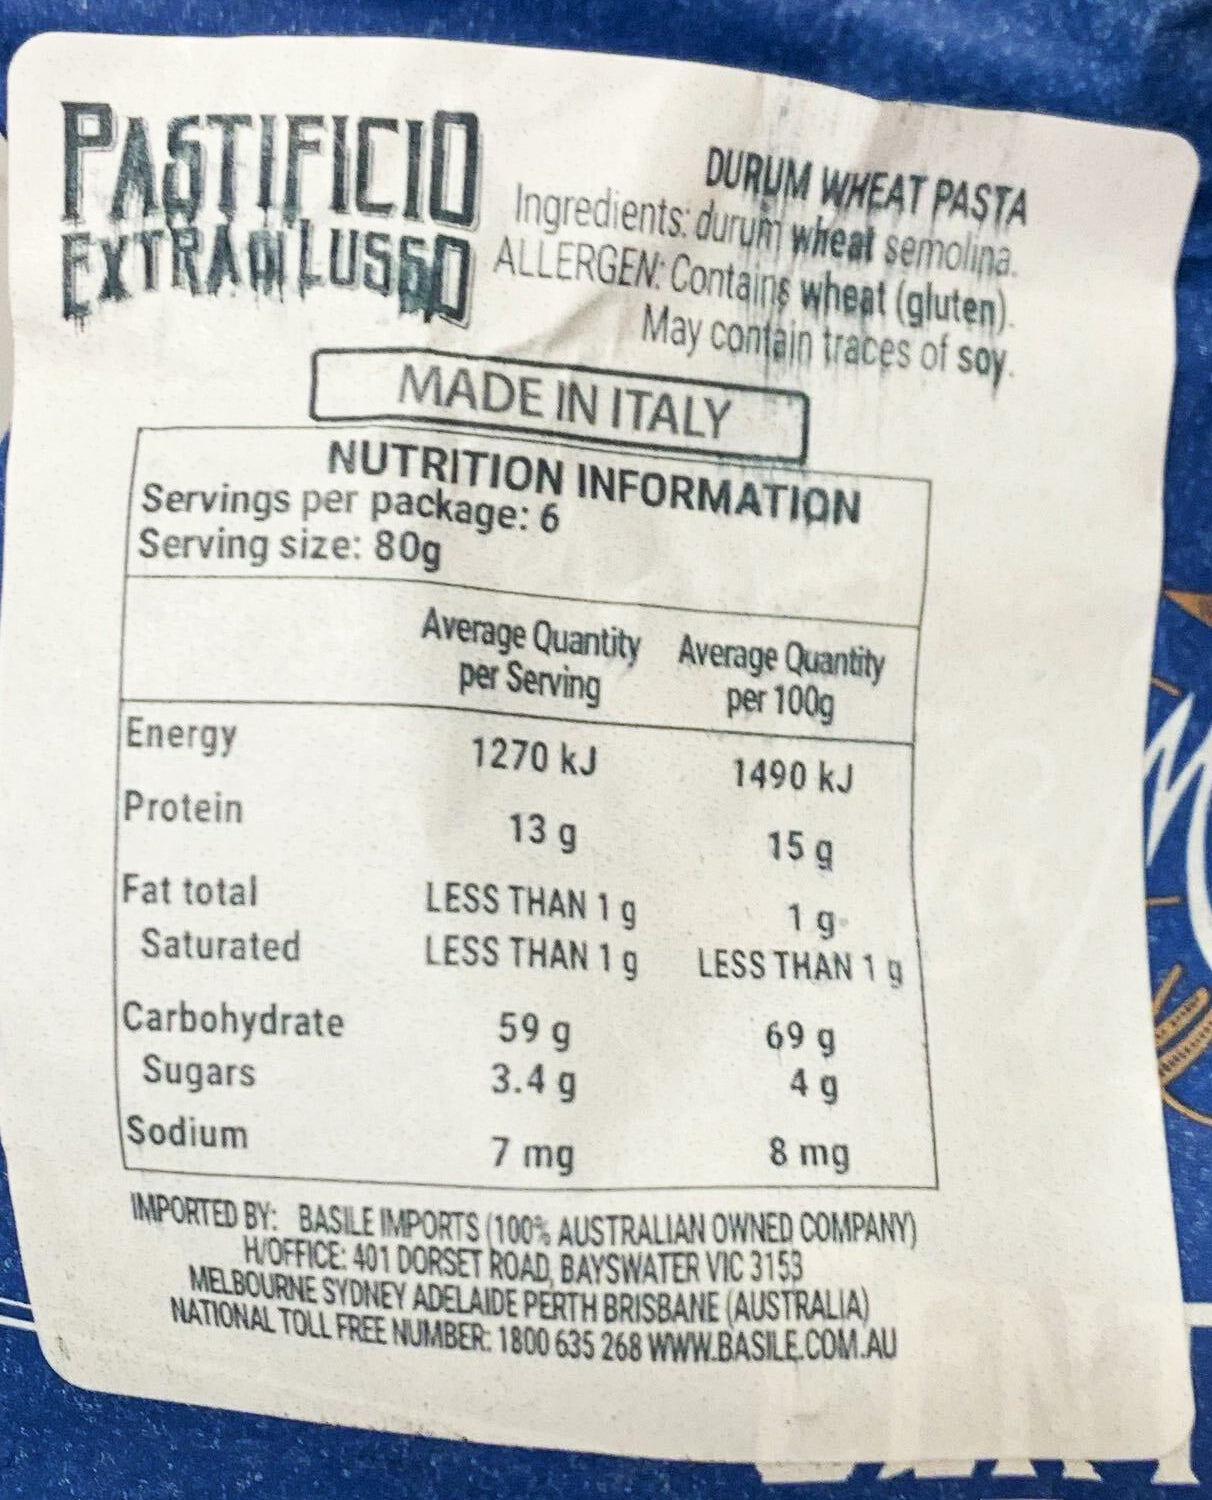 PASTIFICIO
EXTRA DI LUSSO
DURUM WHEAT PASTA
Ingredients: durum wheat semolina.
ALLERGEN: Contains wheat (gluten).
May contain traces of soy.
MADE IN ITALY
NUTRITION INFORMATION
Servings per package: 6
Serving size: 80g
Average Quantity per Serving Average Quantity per 100g
Energy 1270 kJ 1490 kJ
Protein 13 g 15 g
Fat total LESS THAN 1 g 1 g
Saturated LESS THAN 1 g LESS THAN 1 g
Carbohydrate 59 g 69 g
Sugars 3.4 g 4 g
Sodium 7 mg 8 mg
IMPORTED BY: BASILE IMPORTS (100% AUSTRALIAN OWNED COMPANY)
H/OFFICE: 401 DORSET ROAD, BAYSWATER VIC 3153
MELBOURNE SYDNEY ADELAIDE PERTH BRISBANE (AUSTRALIA)
NATIONAL TOLL FREE NUMBER: 1800 635 268 WWW.BASILE.COM.AU